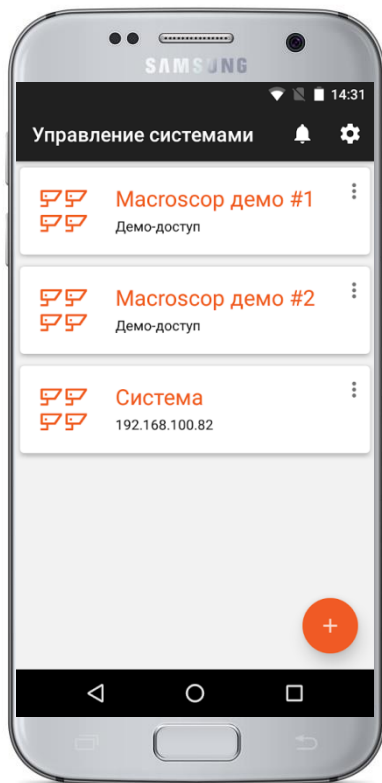 SAMSUNG
14:31
Управление системами
Macroscop демо #1
Демо-доступ
Macroscop демо #2
Демо-доступ
Система
192.168.100.82